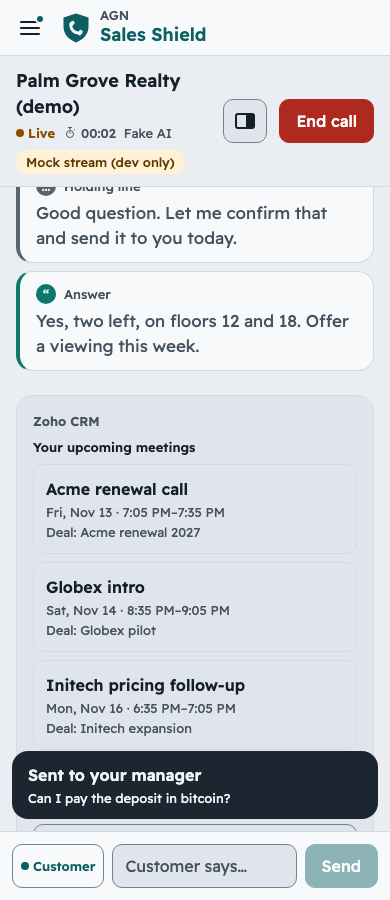 AGN
Sales Shield
Palm Grove Realty
(demo)
Live 00:02 Fake AI
End call
Mock stream (dev only)
Holding line
Good question. Let me confirm that
and send it to you today.
Answer
Yes, two left, on floors 12 and 18. Offer
a viewing this week.
Zoho CRM
Your upcoming meetings
Acme renewal call
Fri, Nov 13 · 7:05 PM–7:35 PM
Deal: Acme renewal 2027
Globex intro
Sat, Nov 14 · 8:35 PM–9:05 PM
Deal: Globex pilot
Initech pricing follow-up
Mon, Nov 16 · 6:35 PM–7:05 PM
Deal: Initech expansion
Sent to your manager
Can I pay the deposit in bitcoin?
Customer
Customer says...
Send